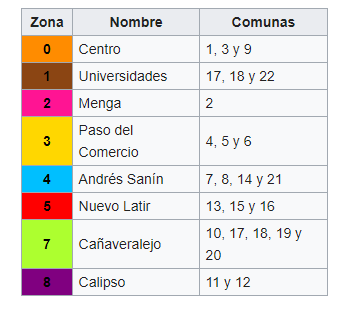 Zona Nombre Comunas
0 Centro 1, 3 y 9
1 Universidades 17, 18 y 22
2 Menga 2
3 Paso del Comercio 4, 5 y 6
4 Andrés Sanín 7, 8, 14 y 21
5 Nuevo Latir 13, 15 y 16
7 Cañaveralejo 10, 17, 18, 19 y 20
8 Calipso 11 y 12